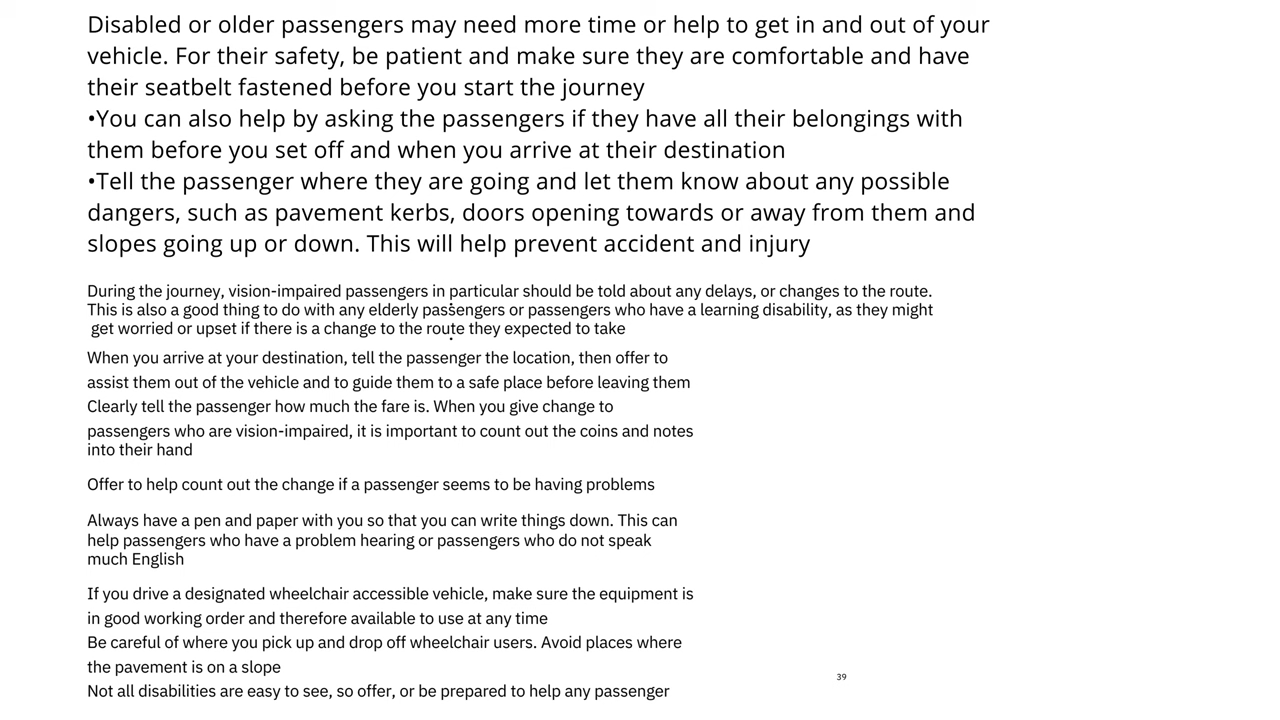 Disabled or older passengers may need more time or help to get in and out of your
vehicle. For their safety, be patient and make sure they are comfortable and have
their seatbelt fastened before you start the journey
•You can also help by asking the passengers if they have all their belongings with
them before you set off and when you arrive at their destination
•Tell the passenger where they are going and let them know about any possible
dangers, such as pavement kerbs, doors opening towards or away from them and
slopes going up or down. This will help prevent accident and injury
During the journey, vision-impaired passengers in particular should be told about any delays, or changes to the route.
This is also a good thing to do with any elderly passengers or passengers who have a learning disability, as they might
get worried or upset if there is a change to the route they expected to take
When you arrive at your destination, tell the passenger the location, then offer to
assist them out of the vehicle and to guide them to a safe place before leaving them
Clearly tell the passenger how much the fare is. When you give change to
passengers who are vision-impaired, it is important to count out the coins and notes
into their hand
Offer to help count out the change if a passenger seems to be having problems
Always have a pen and paper with you so that you can write things down. This can
help passengers who have a problem hearing or passengers who do not speak
much English
If you drive a designated wheelchair accessible vehicle, make sure the equipment is
in good working order and therefore available to use at any time
Be careful of where you pick up and drop off wheelchair users. Avoid places where
the pavement is on a slope
Not all disabilities are easy to see, so offer, or be prepared to help any passenger
39